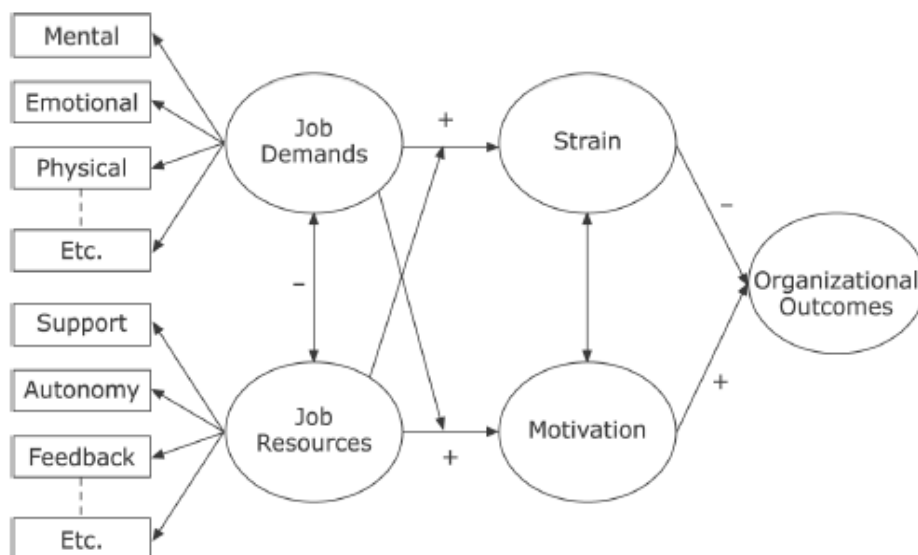 Mental
Emotional
Physical
Etc.
Support
Autonomy
Feedback
Etc.
Job
Demands
–
Job
Resources
+
+
Strain
Motivation
–
+
Organizational
Outcomes